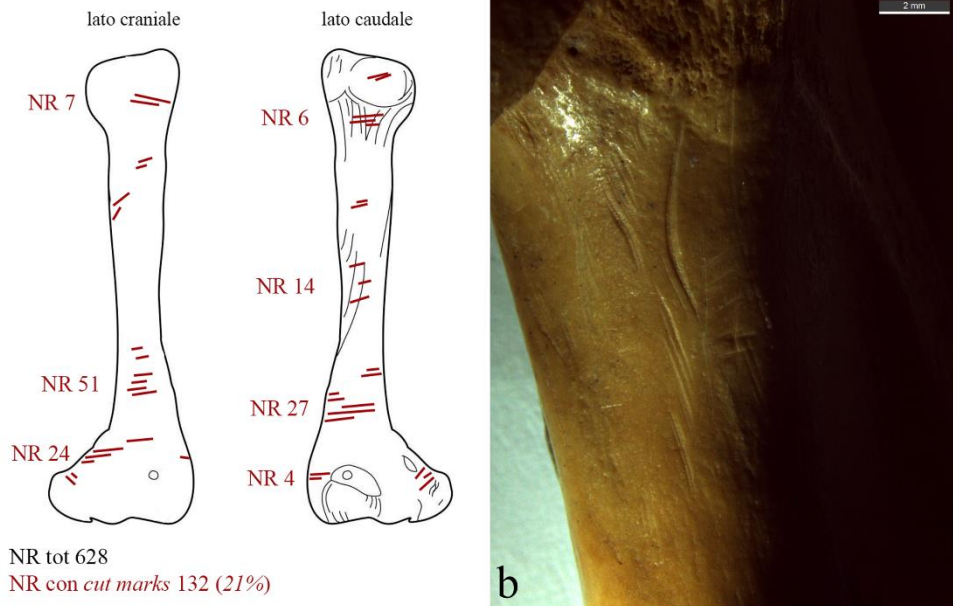 lato craniale
lato caudale
NR 7
NR 6
NR 14
NR 51
NR 27
NR 24
NR 4
NR tot 628
NR con cut marks 132 (21%)
2 mm
b